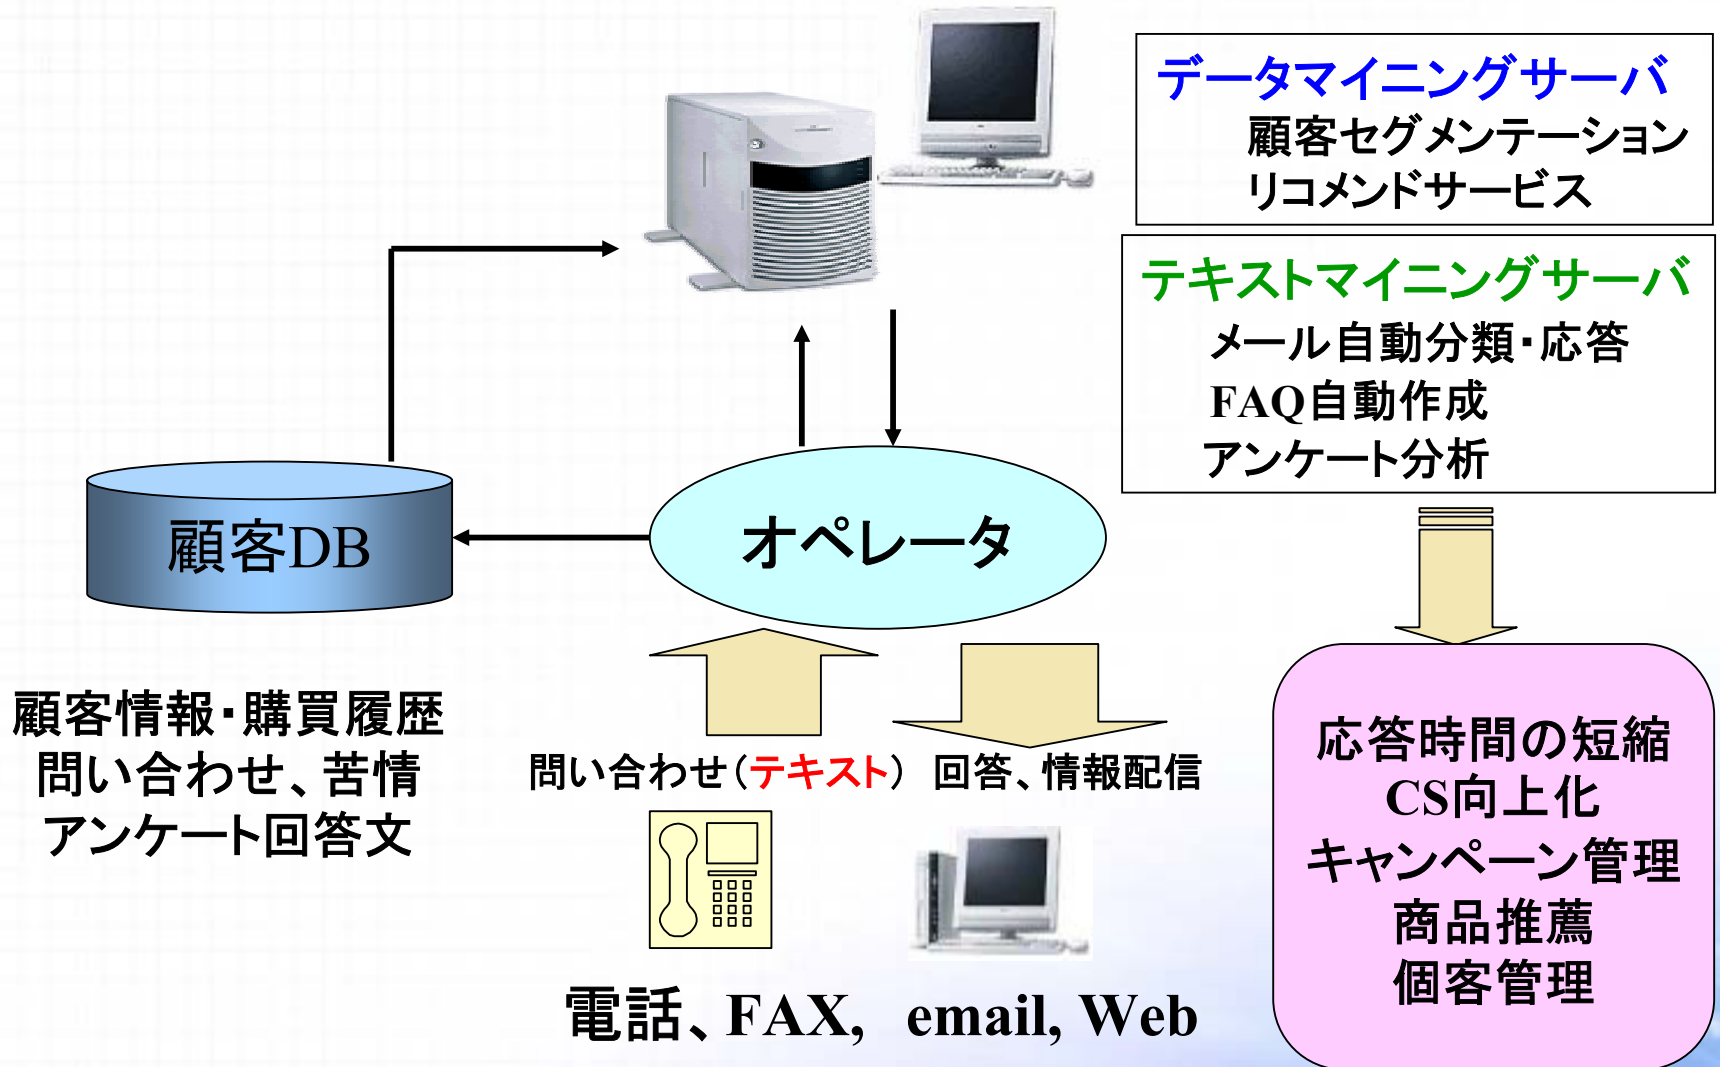 データマイニングサーバ
顧客セグメンテーション
リコメンドサービス
テキストマイニングサーバ
メール自動分類・応答
FAQ自動作成
アンケート分析
顧客DB
オペレータ
顧客情報・購買履歴
問い合わせ、苦情
アンケート回答文
問い合わせ（テキスト） 回答、情報配信
電話、FAX, email, Web
応答時間の短縮
CS向上化
キャンペーン管理
商品推薦
個客管理